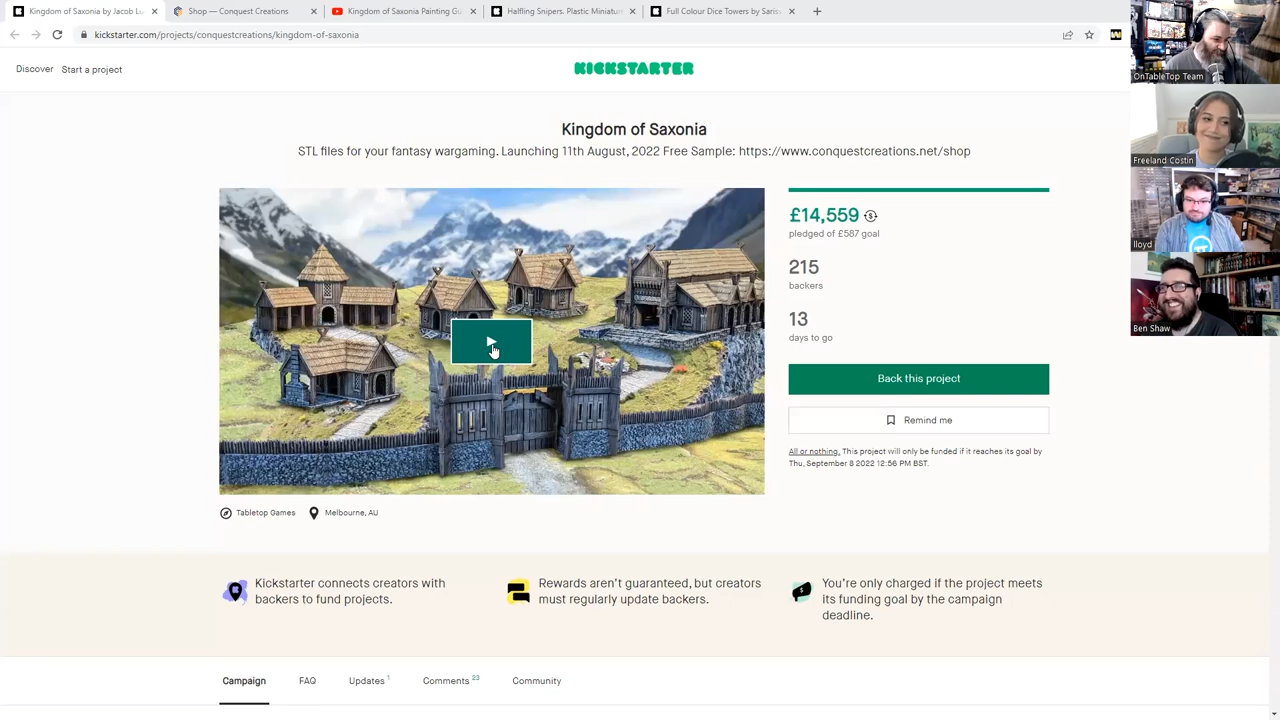 Kingdom of Saxonia by Jacob Lu
Shop — Conquest Creations
Kingdom of Saxonia Painting Gu
Halfling Snipers. Plastic Miniatur
Full Colour Dice Towers by Saris
kickstarter.com/projects/conquestcreations/kingdom-of-saxonia
Discover
Start a project
KICKSTARTER
Kingdom of Saxonia
STL files for your fantasy wargaming. Launching 11th August, 2022 Free Sample: https://www.conquestcreations.net/shop
£14,559
pledged of £587 goal
215
backers
13
days to go
Back this project
Remind me
All or nothing. This project will only be funded if it reaches its goal by
Thu, September 8 2022 12:56 PM BST.
Tabletop Games
Melbourne, AU
Kickstarter connects creators with
backers to fund projects.
Rewards aren't guaranteed, but creators
must regularly update backers.
You're only charged if the project meets
its funding goal by the campaign
deadline.
Campaign
FAQ
Updates 1
Comments 23
Community
OnTableTop Team
Freeland Costin
lloyd
Ben Shaw